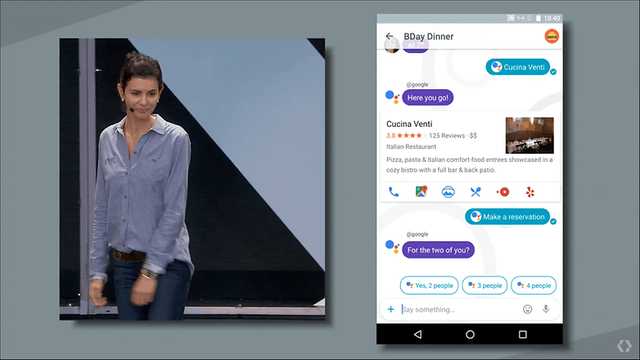 10:40
BDay Dinner
Cucina Venti
@google
Here you go!
Cucina Venti
3.8 ★★★★ · 125 Reviews · $$
Italian Restaurant
Pizza, pasta & Italian comfort-food entrees showcased in a
cozy bistro with a full bar & back patio.
Make a reservation
@google
For the two of you?
Yes, 2 people
3 people
4 people
Say something...